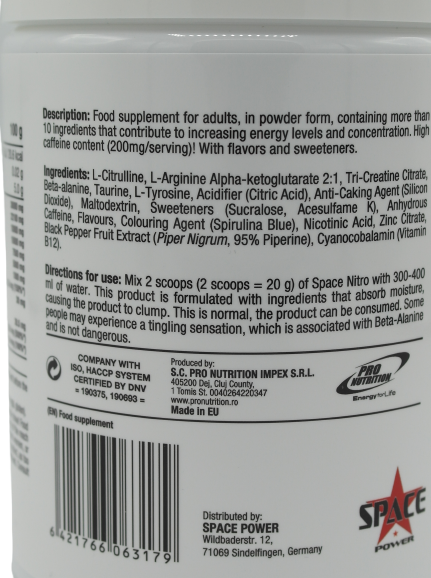 Description: Food supplement for adults, in powder form, containing more than
10 ingredients that contribute to increasing energy levels and concentration. High
caffeine content (200mg/serving)! With flavors and sweeteners.
Ingredients: L-Citrulline, L-Arginine Alpha-ketoglutarate 2:1, Tri-Creatine Citrate,
Beta-alanine, Taurine, L-Tyrosine, Acidifier (Citric Acid), Anti-Caking Agent (Silicon
Dioxide), Maltodextrin, Sweeteners (Sucralose, Acesulfame K), Anhydrous
Caffeine, Flavours, Colouring Agent (Spirulina Blue), Nicotinic Acid, Zinc Citrate,
Black Pepper Fruit Extract (Piper Nigrum, 95% Piperine), Cyanocobalamin (Vitamin
B12).
Directions for use: Mix 2 scoops (2 scoops = 20 g) of Space Nitro with 300-400
ml of water. This product is formulated with ingredients that absorb moisture,
causing the product to clump. This is normal, the product can be consumed. Some
people may experience a tingling sensation, which is associated with Beta-Alanine
and is not dangerous.
COMPANY WITH
ISO, HACCP SYSTEM
CERTIFIED BY DNV
= 190375, 190693 =
Produced by:
S.C. PRO NUTRITION IMPEX S.R.L.
405200 Dej, Cluj County,
1 Tomis St. 0040264220347
www.pronutrition.ro
Made in EU
PRO
NUTRITION
Energy for Life
(EN) Food supplement
6 421766 063179
Distributed by:
SPACE POWER
Wildbaderstr. 12,
71069 Sindelfingen, Germany
SPACE
POWER